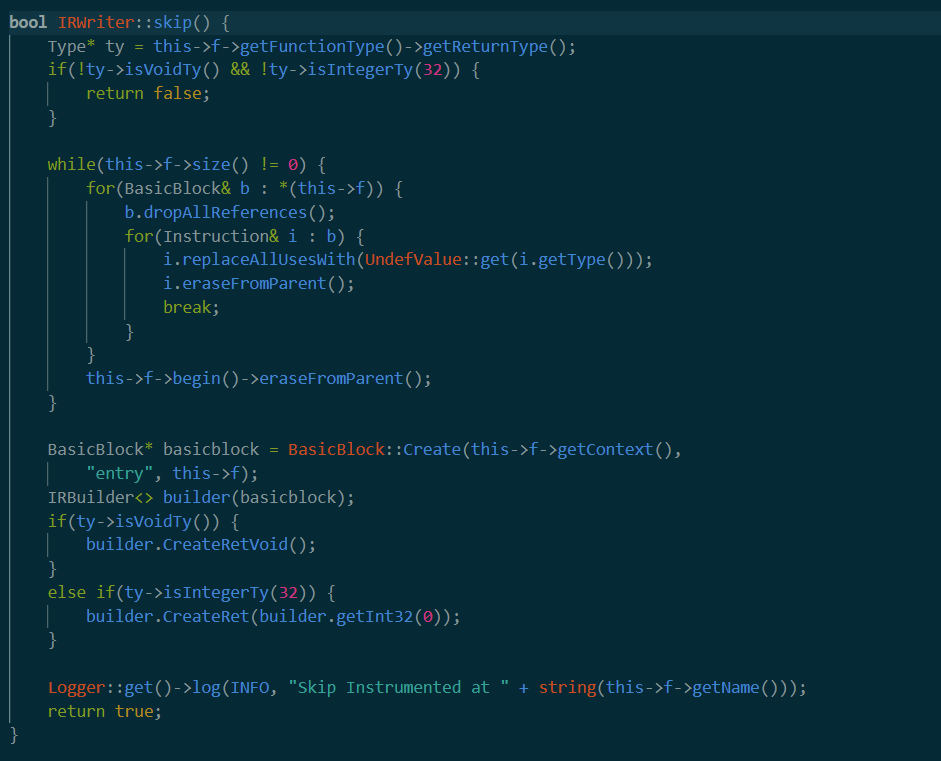 bool IRWriter::skip() {
    Type* ty = this->f->getFunctionType()->getReturnType();
    if(!ty->isVoidTy() && !ty->isIntegerTy(32)) {
        return false;
    }

    while(this->f->size() != 0) {
        for(BasicBlock& b : *(this->f)) {
            b.dropAllReferences();
            for(Instruction& i : b) {
                i.replaceAllUsesWith(UndefValue::get(i.getType()));
                i.eraseFromParent();
                break;
            }
        }
        this->f->begin()->eraseFromParent();
    }

    BasicBlock* basicblock = BasicBlock::Create(this->f->getContext(),
        "entry", this->f);
    IRBuilder<> builder(basicblock);
    if(ty->isVoidTy()) {
        builder.CreateRetVoid();
    }
    else if(ty->isIntegerTy(32)) {
        builder.CreateRet(builder.getInt32(0));
    }

    Logger::get()->log(INFO, "Skip Instrumented at " + string(this->f->getName()));
    return true;
}